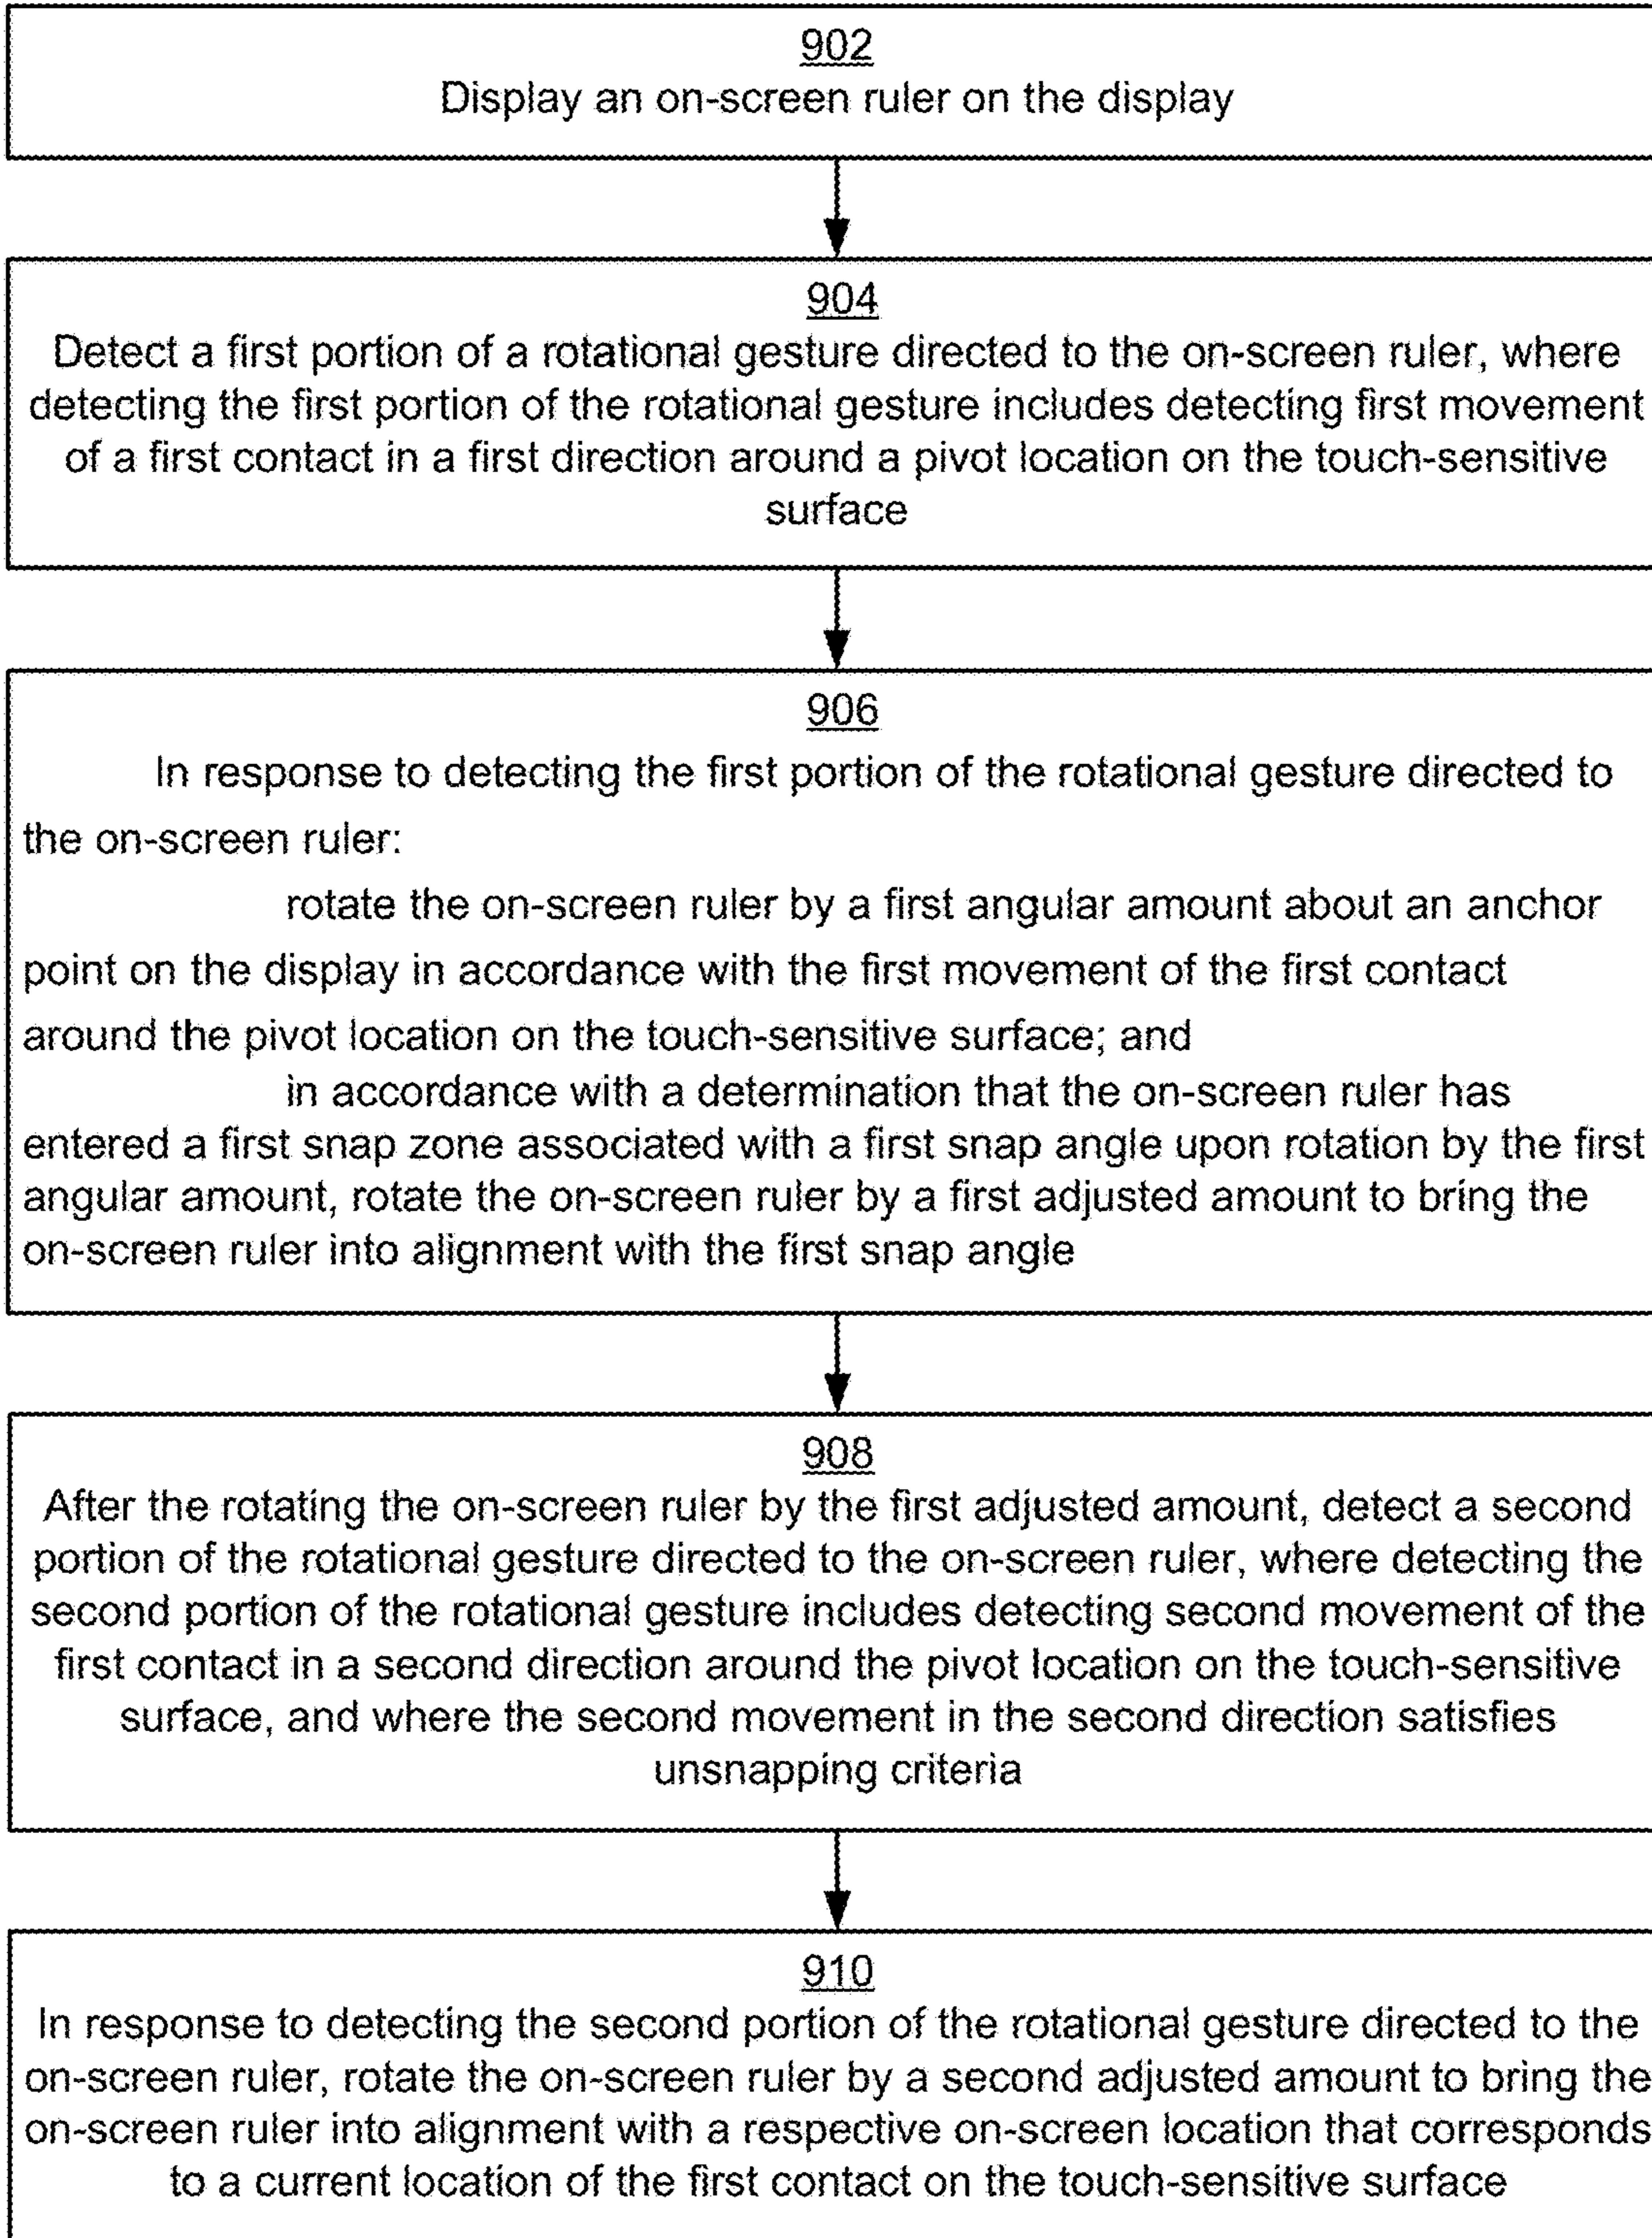 902
Display an on-screen ruler on the display
904
Detect a first portion of a rotational gesture directed to the on-screen ruler, where
detecting the first portion of the rotational gesture includes detecting first movement
of a first contact in a first direction around a pivot location on the touch-sensitive
surface
906
In response to detecting the first portion of the rotational gesture directed to
the on-screen ruler:
rotate the on-screen ruler by a first angular amount about an anchor
point on the display in accordance with the first movement of the first contact
around the pivot location on the touch-sensitive surface; and
in accordance with a determination that the on-screen ruler has
entered a first snap zone associated with a first snap angle upon rotation by the first
angular amount, rotate the on-screen ruler by a first adjusted amount to bring the
on-screen ruler into alignment with the first snap angle
908
After the rotating the on-screen ruler by the first adjusted amount, detect a second
portion of the rotational gesture directed to the on-screen ruler, where detecting the
second portion of the rotational gesture includes detecting second movement of the
first contact in a second direction around the pivot location on the touch-sensitive
surface, and where the second movement in the second direction satisfies
unsnapping criteria
910
In response to detecting the second portion of the rotational gesture directed to the
on-screen ruler, rotate the on-screen ruler by a second adjusted amount to bring the
on-screen ruler into alignment with a respective on-screen location that corresponds
to a current location of the first contact on the touch-sensitive surface